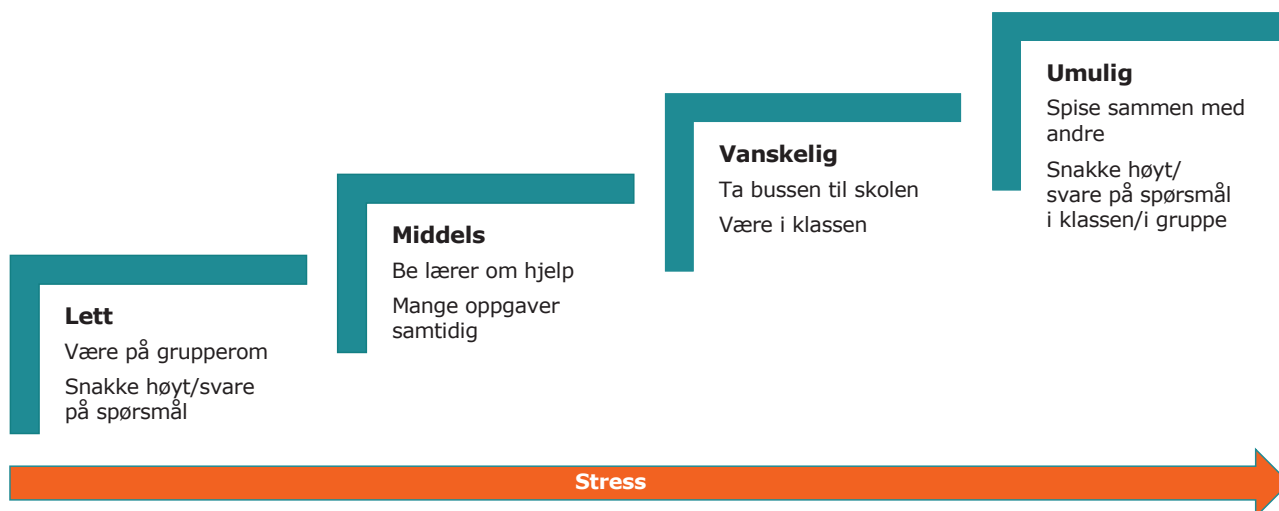 Lett
Være på grupperom
Snakke høyt/svare
på spørsmål
Middels
Be lærer om hjelp
Mange oppgaver
samtidig
Vanskelig
Ta bussen til skolen
Være i klassen
Umulig
Spise sammen med
andre
Snakke høyt/
svare på spørsmål
i klassen/i gruppe
Stress